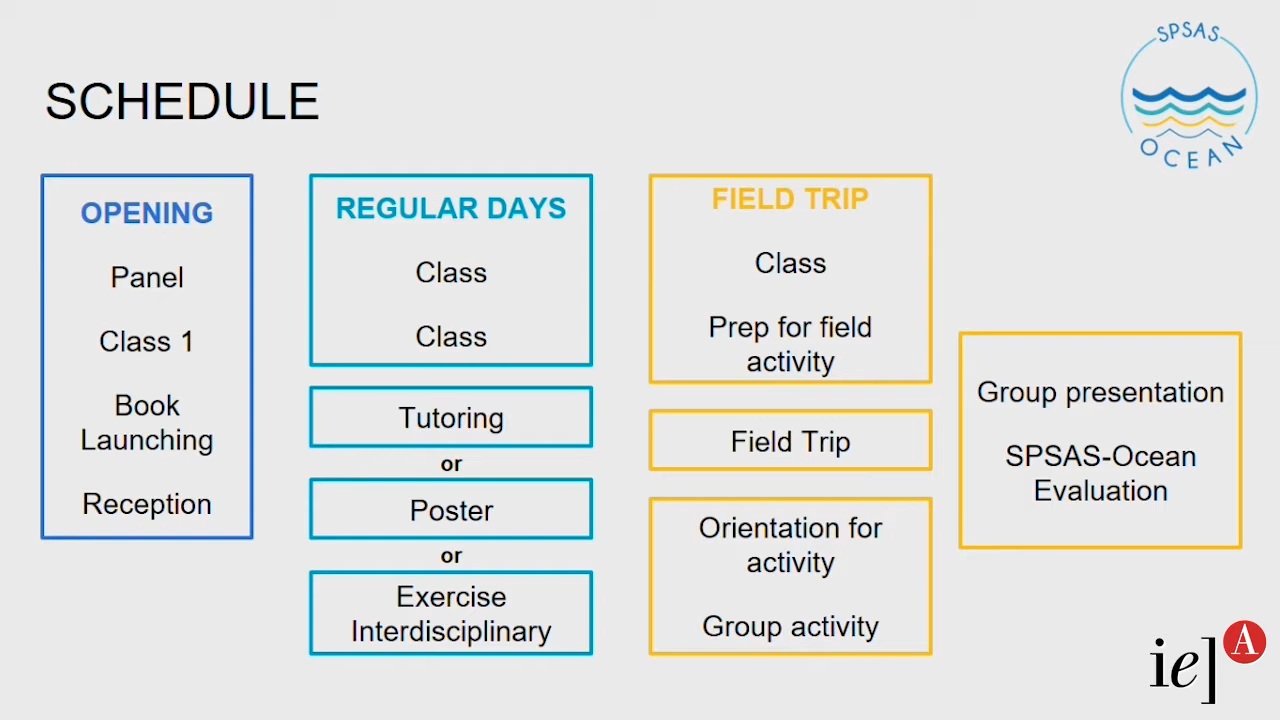 SPSAS
OCEAN
SCHEDULE
OPENING
Panel
Class 1
Book
Launching
Reception
REGULAR DAYS
Class
Class
Tutoring
or
Poster
or
Exercise
Interdisciplinary
FIELD TRIP
Class
Prep for field
activity
Field Trip
Orientation for
activity
Group activity
Group presentation
SPSAS-Ocean
Evaluation
ie]A